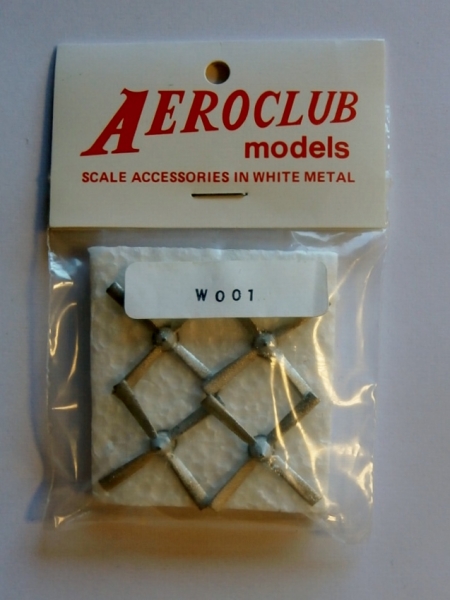 AEROCLUB
models
SCALE ACCESSORIES IN WHITE METAL
W001